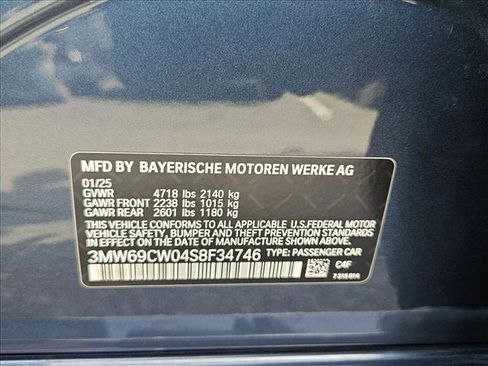 MFD BY BAYERISCHE MOTOREN WERKE AG
01/25
GVWR 4718 lbs 2140 kg
GAWR FRONT 2238 lbs 1015 kg
GAWR REAR 2601 lbs 1180 kg
THIS VEHICLE CONFORMS TO ALL APPLICABLE U.S.FEDERAL MOTOR
VEHICLE SAFETY, BUMPER, AND THEFT PREVENTION STANDARDS
IN EFFECT ON THE DATE OF MANUFACTURE SHOWN ABOVE.
3MW69CW04S8F34746 TYPE: PASSENGER CAR
C4F